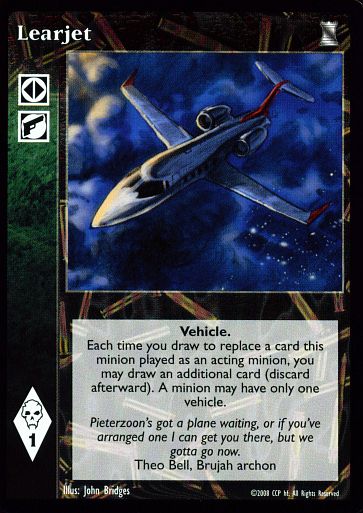 Learjet
Vehicle.
Each time you draw to replace a card this
minion played as an acting minion, you
may draw an additional card (discard
afterward). A minion may have only one
vehicle.
Pieterzoon's got a plane waiting, or if you've
arranged one I can get you there, but we
gotta go now.
Theo Bell, Brujah archon
1
Illus: John Bridges
©2008 CCP hf. All Rights Reserved